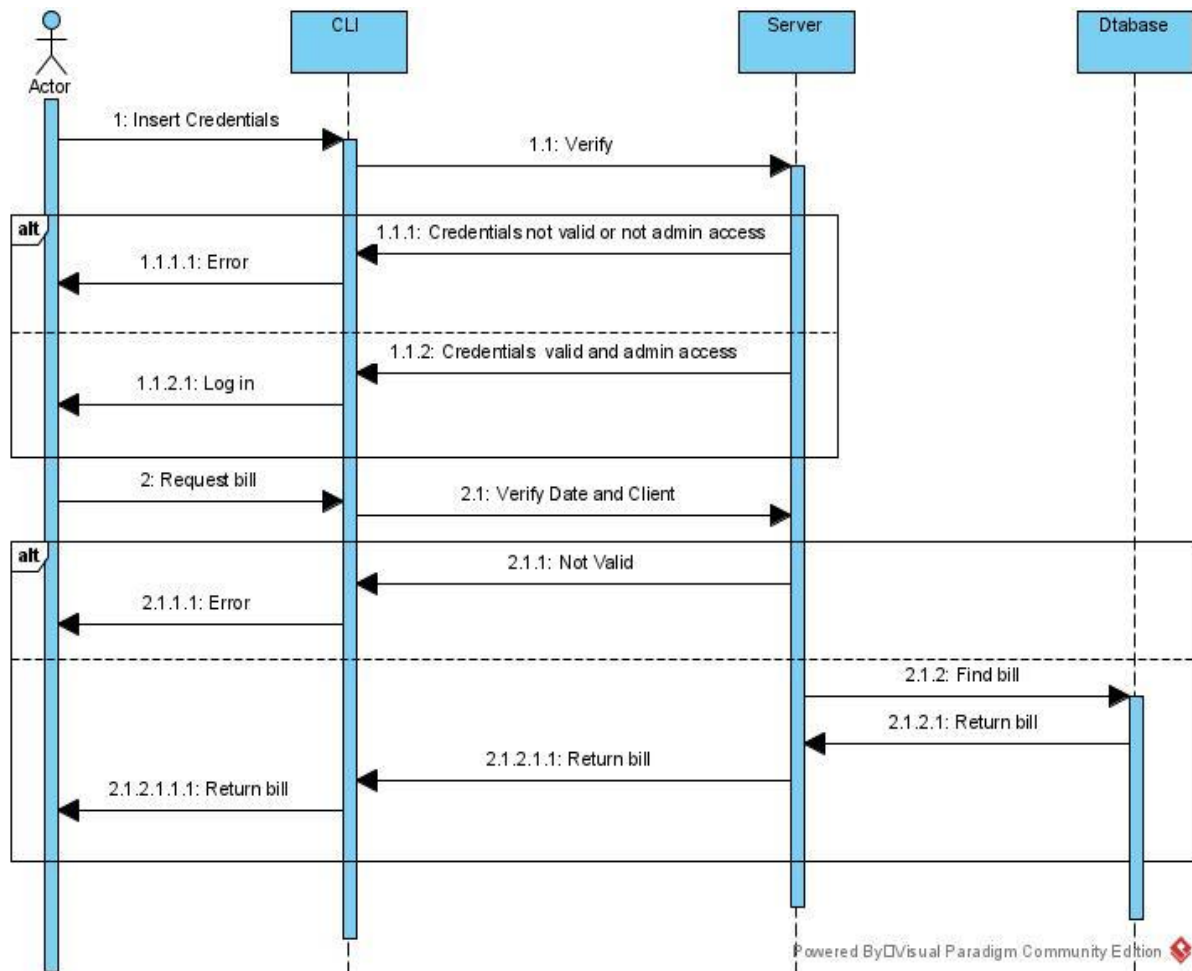 CLI
Server
Dtabase
Actor
1: Insert Credentials
1.1: Verify
alt
1.1.1: Credentials not valid or not admin access
1.1.1.1: Error
1.1.2: Credentials valid and admin access
1.1.2.1: Log in
2: Request bill
2.1: Verify Date and Client
alt
2.1.1: Not Valid
2.1.1.1: Error
2.1.2: Find bill
2.1.2.1: Return bill
2.1.2.1.1: Return bill
2.1.2.1.1.1: Return bill
Powered By□Visual Paradigm Community Edition